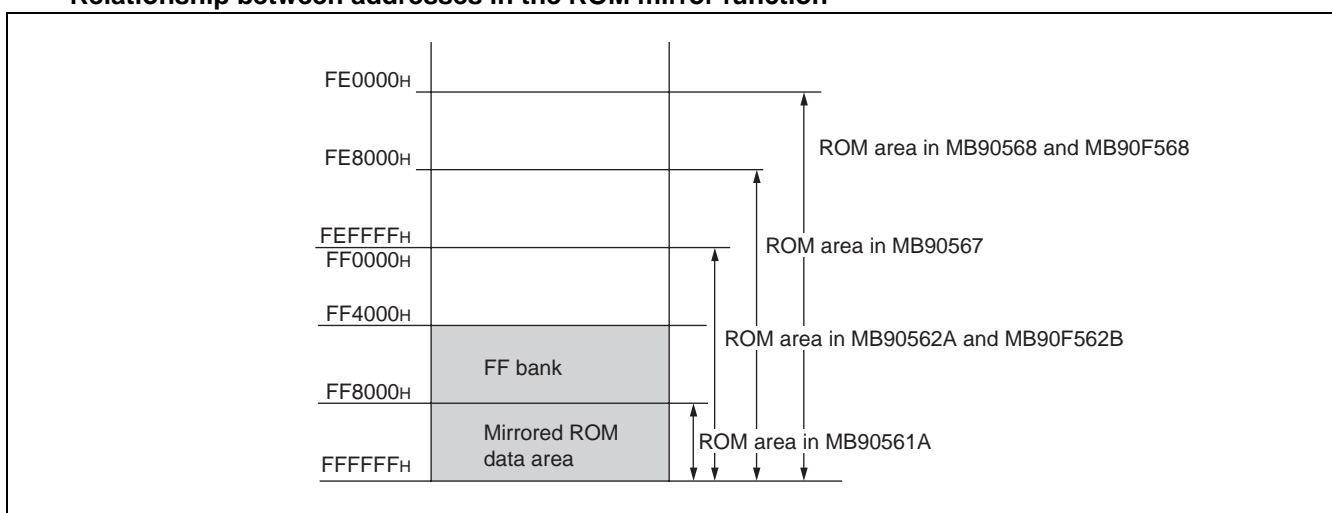 Relationship between addresses in the ROM mirror function
FE0000H
ROM area in MB90568 and MB90F568
FE8000H
FEFFFFH
ROM area in MB90567
FF0000H
FF4000H
ROM area in MB90562A and MB90F562B
FF bank
FF8000H
Mirrored ROM
data area
ROM area in MB90561A
FFFFFFH